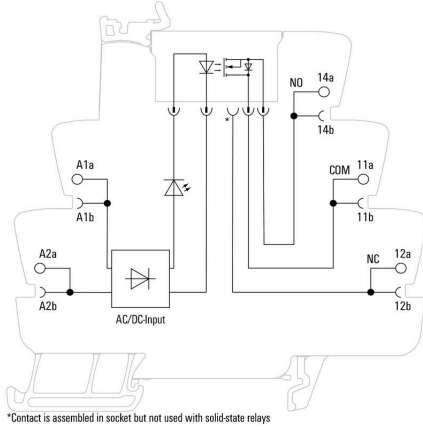 NO
14a
14b
*
A1a
A1b
COM
11a
11b
A2a
A2b
NC
12a
12b
AC/DC-Input
*Contact is assembled in socket but not used with solid-state relays